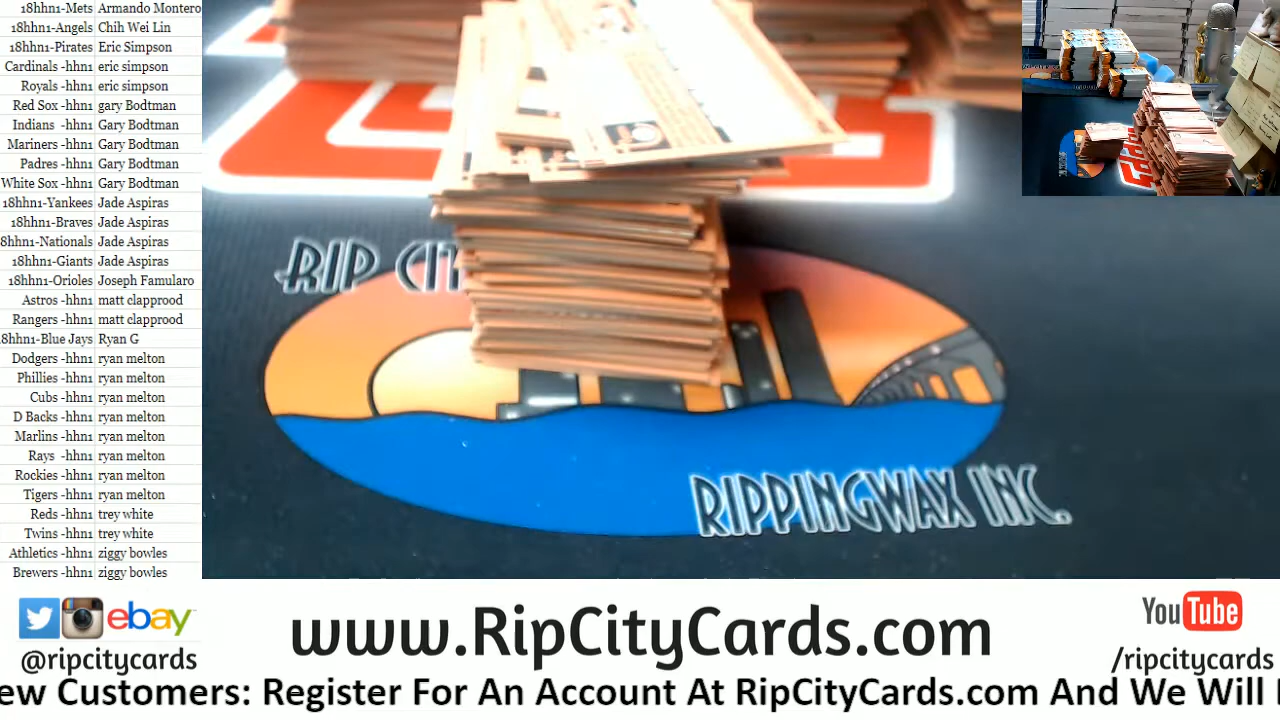 18hhn1-Mets Armando Montero
18hhn1-Angels Chih Wei Lin
18hhn1-Pirates Eric Simpson
Cardinals -hhn1 eric simpson
Royals -hhn1 eric simpson
Red Sox -hhn1 gary Bodtman
Indians -hhn1 Gary Bodtman
Mariners -hhn1 Gary Bodtman
Padres -hhn1 Gary Bodtman
White Sox -hhn1 Gary Bodtman
18hhn1-Yankees Jade Aspiras
18hhn1-Braves Jade Aspiras
8hhn1-Nationals Jade Aspiras
18hhn1-Giants Jade Aspiras
18hhn1-Orioles Joseph Famularo
Astros -hhn1 matt clapprood
Rangers -hhn1 matt clapprood
8hhn1-Blue Jays Ryan G
Dodgers -hhn1 ryan melton
Phillies -hhn1 ryan melton
Cubs -hhn1 ryan melton
D Backs -hhn1 ryan melton
Marlins -hhn1 ryan melton
Rays -hhn1 ryan melton
Rockies -hhn1 ryan melton
Tigers -hhn1 ryan melton
Reds -hhn1 trey white
Twins -hhn1 trey white
Athletics -hhn1 ziggy bowles
Brewers -hhn1 ziggy bowles
RIP CIT
RIPPINGWAX INC.
ebay
@ripcitycards
www.RipCityCards.com
YouTube
/ripcitycards
ew Customers: Register For An Account At RipCityCards.com And We Will